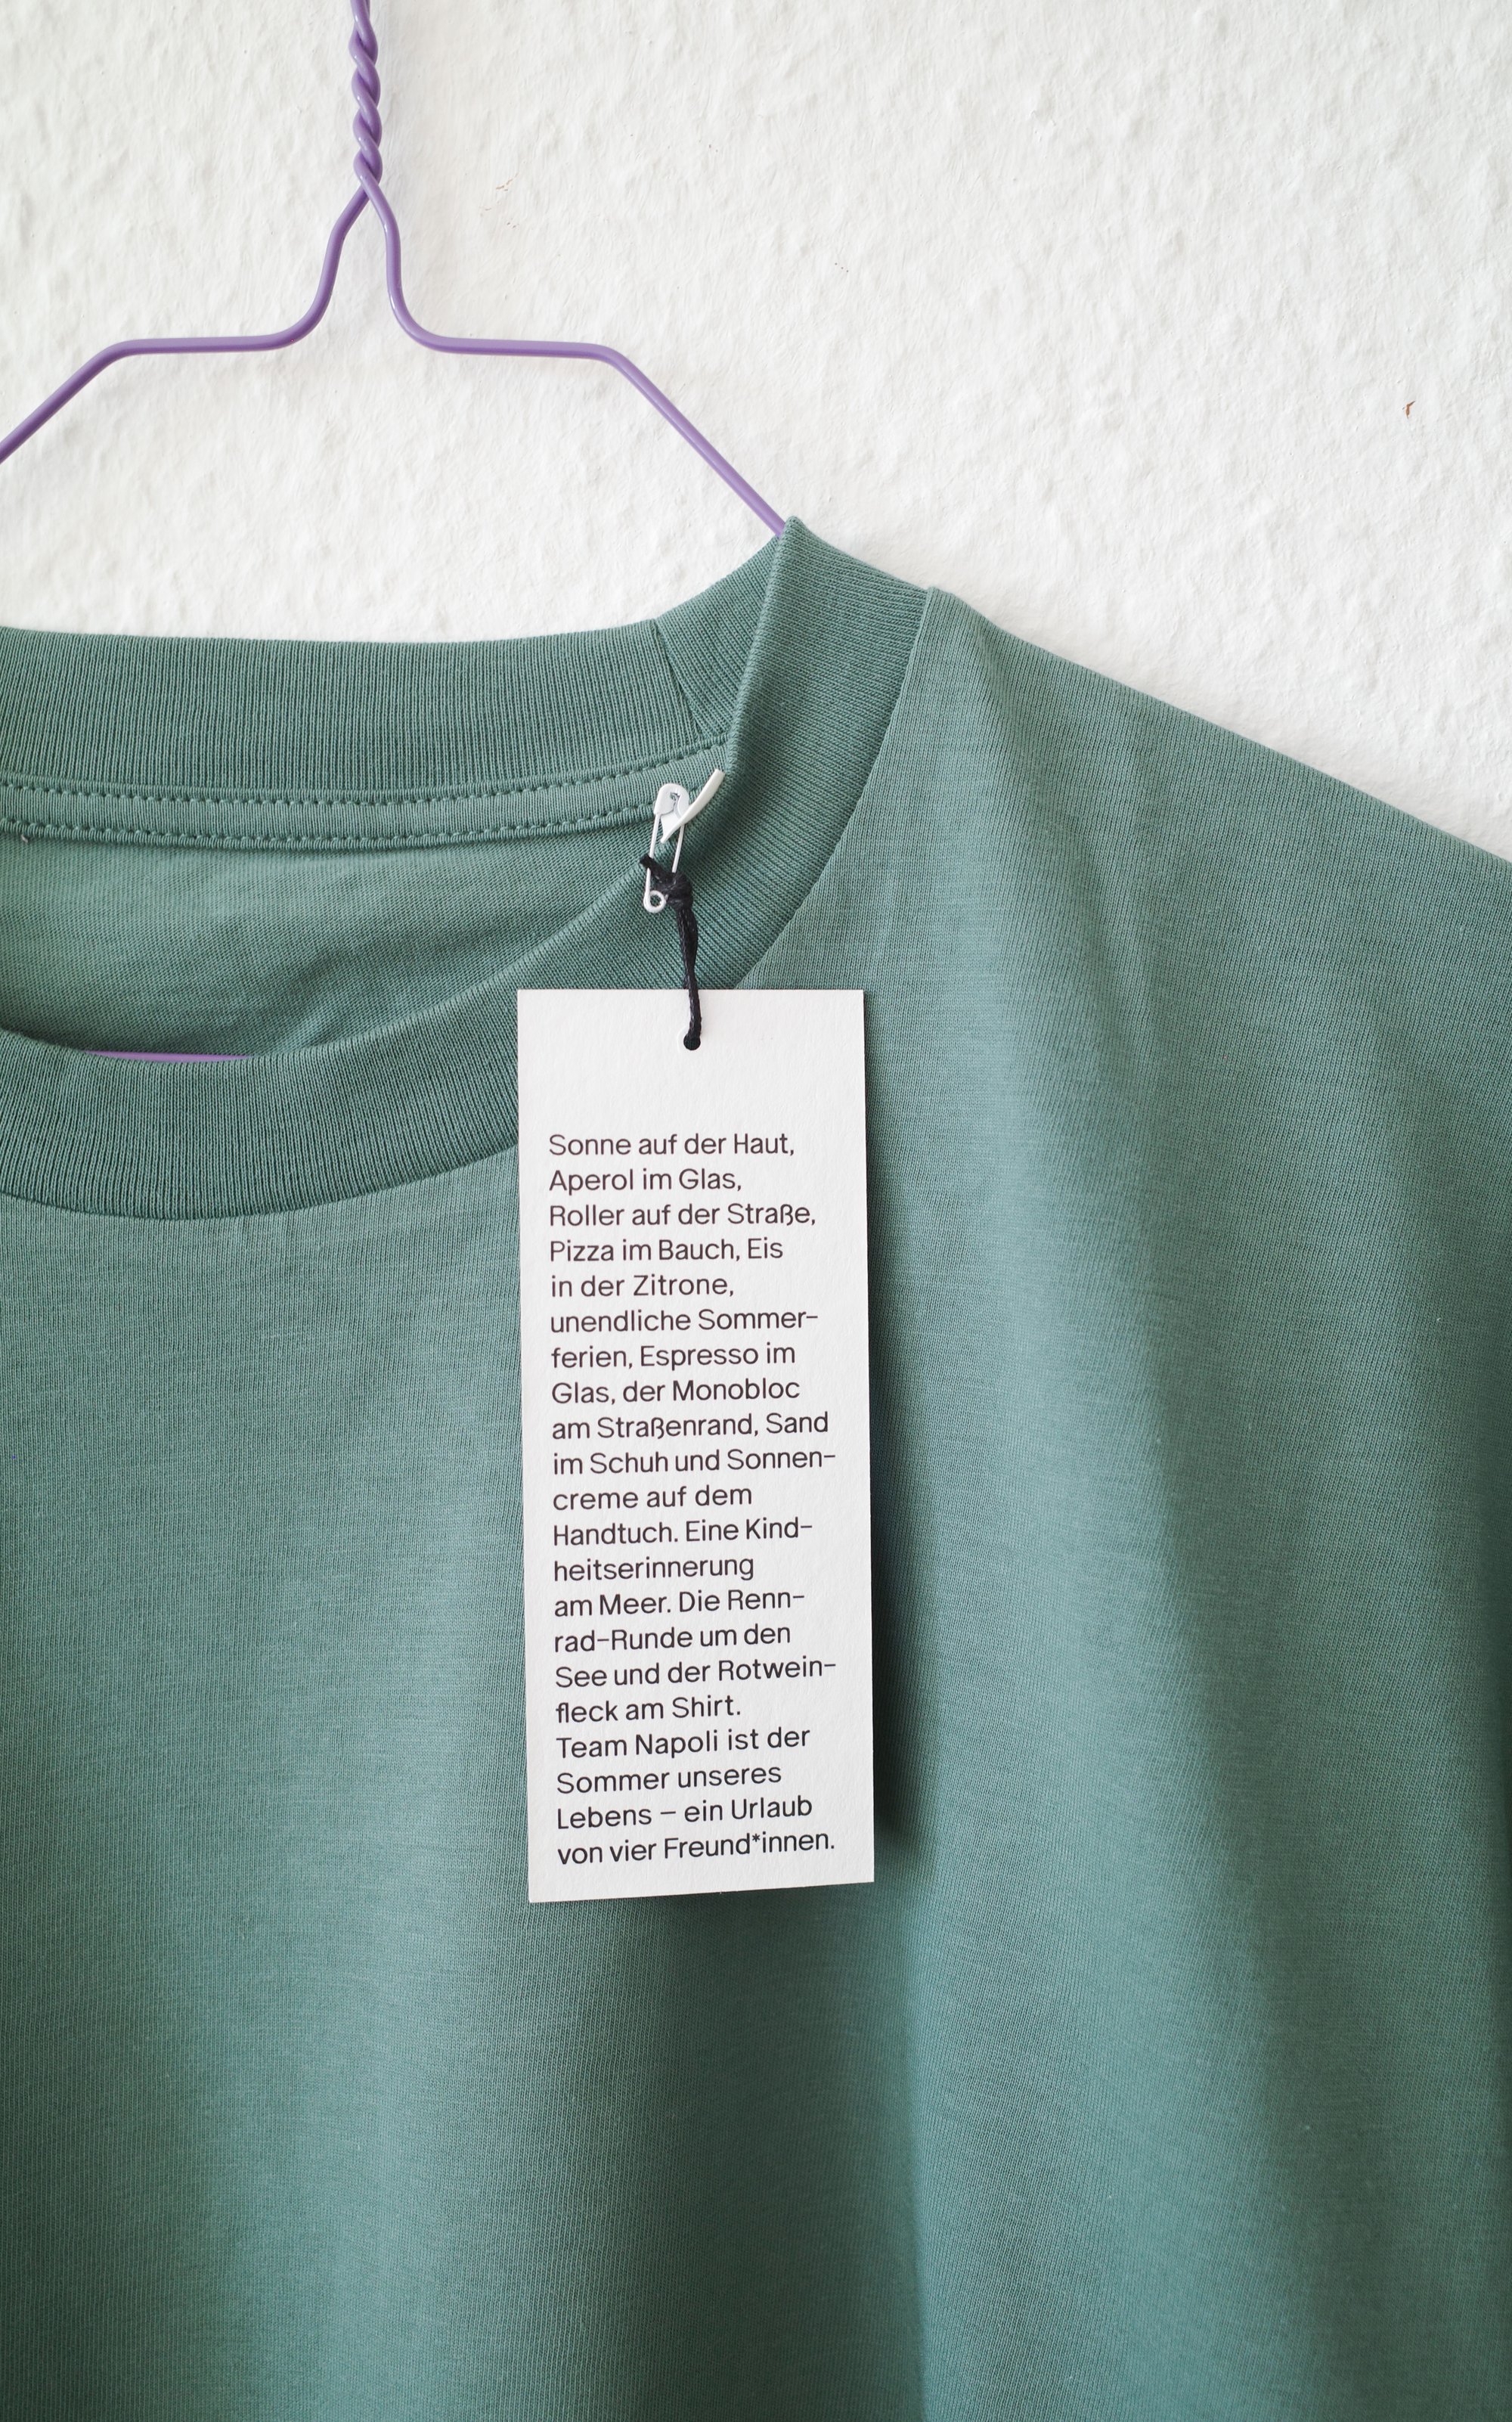 Sonne auf der Haut,
Aperol im Glas,
Roller auf der Straße,
Pizza im Bauch, Eis
in der Zitrone,
unendliche Sommer-
ferien, Espresso im
Glas, der Monobloc
am Straßenrand, Sand
im Schuh und Sonnen-
creme auf dem
Handtuch. Eine Kind-
heitserinnerung
am Meer. Die Renn-
rad-Runde um den
See und der Rotwein-
fleck am Shirt.
Team Napoli ist der
Sommer unseres
Lebens – ein Urlaub
von vier Freund*innen.